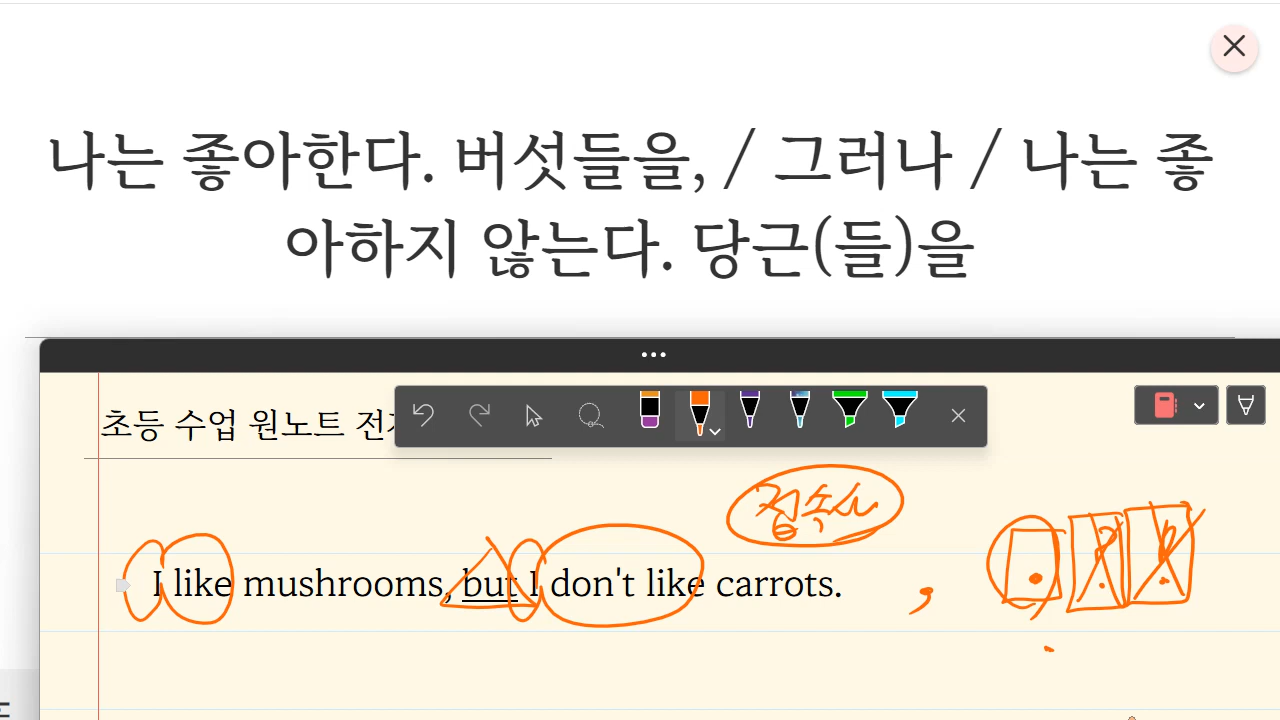 나는 좋아한다. 버섯들을, / 그러나 / 나는 좋
아하지 않는다. 당근(들)을
초등 수업 원노트 전
접속사
I like mushrooms, but I don't like carrots.
,
. ? !